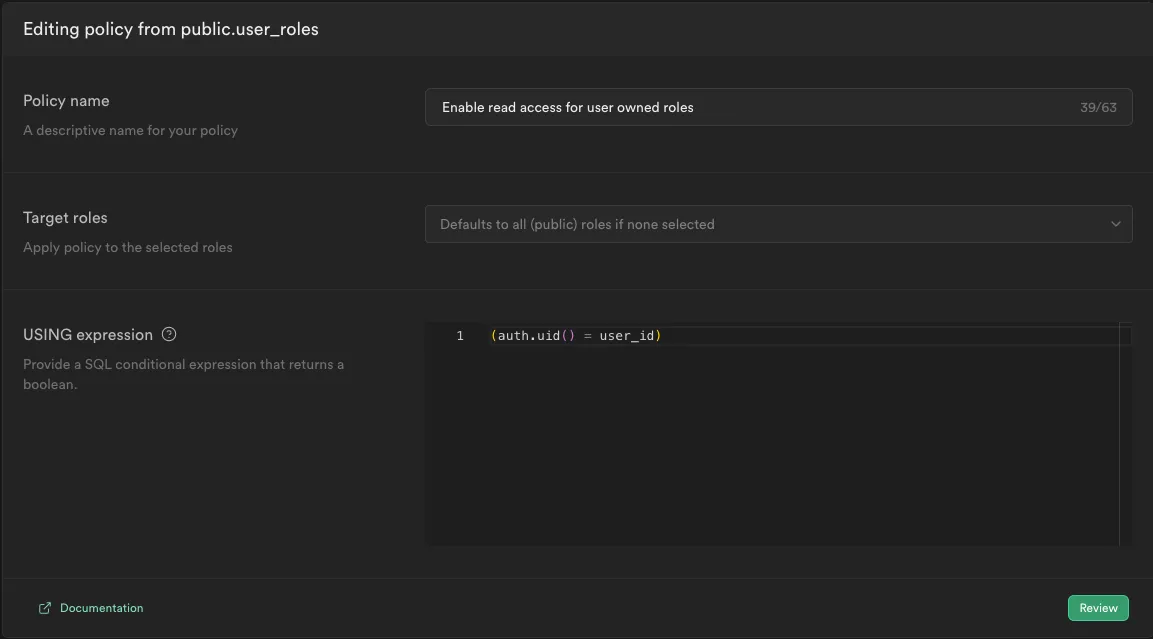 Editing policy from public.user_roles
Policy name
A descriptive name for your policy
Enable read access for user owned roles
39/63
Target roles
Apply policy to the selected roles
Defaults to all (public) roles if none selected
USING expression
Provide a SQL conditional expression that returns a
boolean.
1 (auth.uid() = user_id)
Documentation
Review